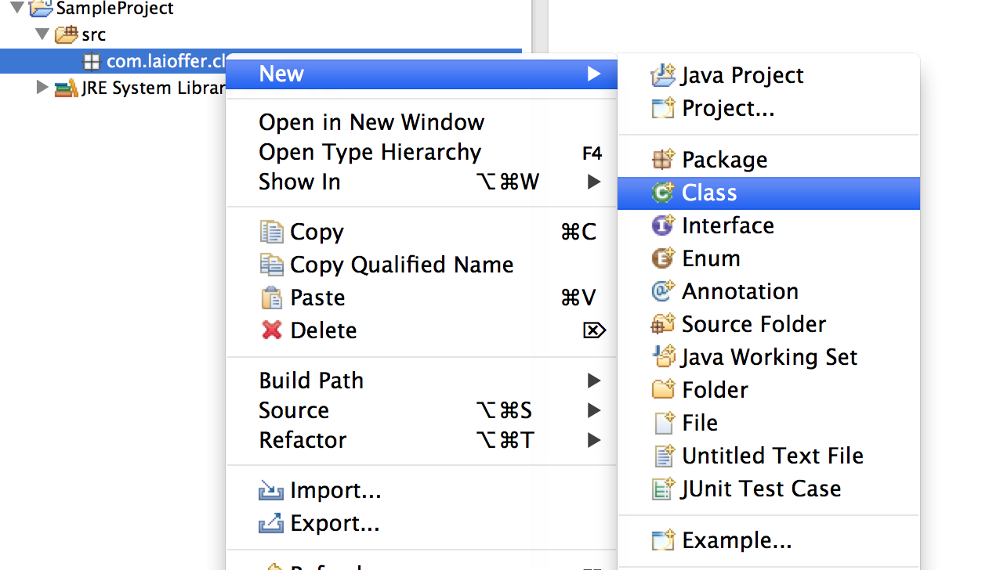 SampleProject
src
com.laioffer.cl
JRE System Librar
New
Open in New Window
Open Type Hierarchy F4
Show In ⌥⌘W
Copy ⌘C
Copy Qualified Name
Paste ⌘V
Delete ⌦
Build Path
Source ⌥⌘S
Refactor ⌥⌘T
Import...
Export...
Java Project
Project...
Package
Class
Interface
Enum
Annotation
Source Folder
Java Working Set
Folder
File
Untitled Text File
JUnit Test Case
Example...